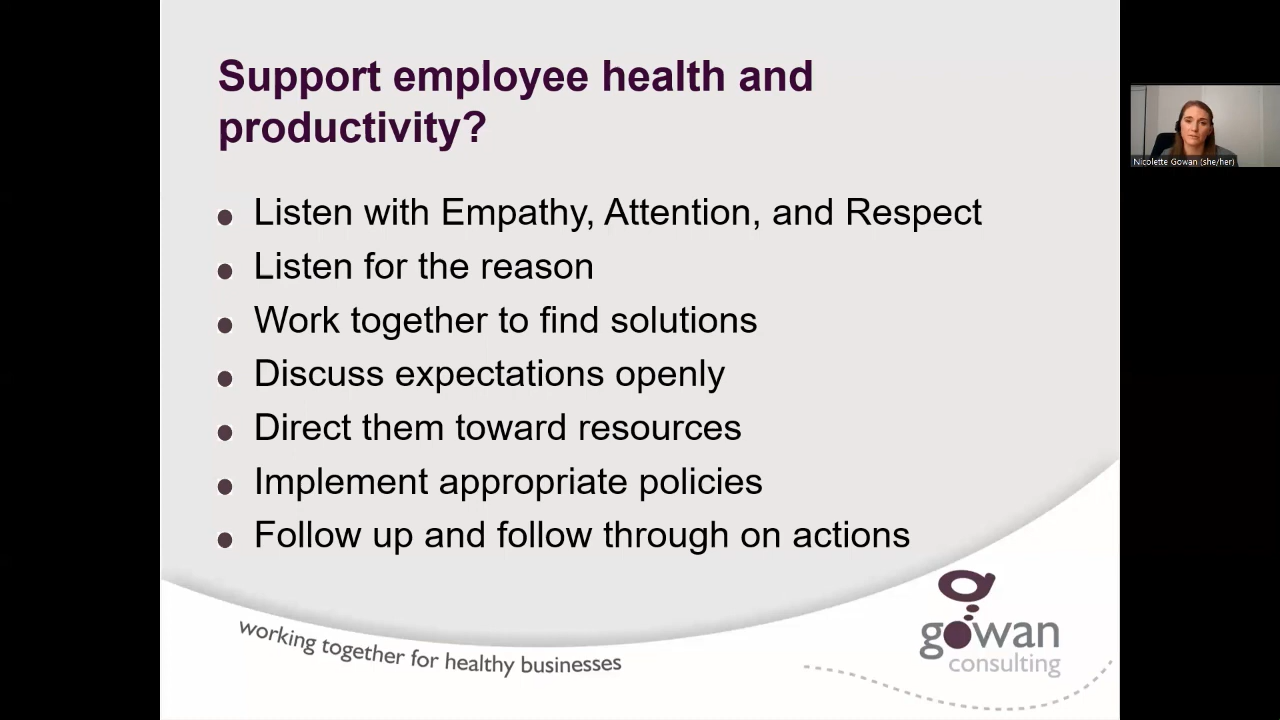 Support employee health and
productivity?
Listen with Empathy, Attention, and Respect
Listen for the reason
Work together to find solutions
Discuss expectations openly
Direct them toward resources
Implement appropriate policies
Follow up and follow through on actions
working together for healthy businesses
gowan
consulting
Nicolette Gowan (she/her)